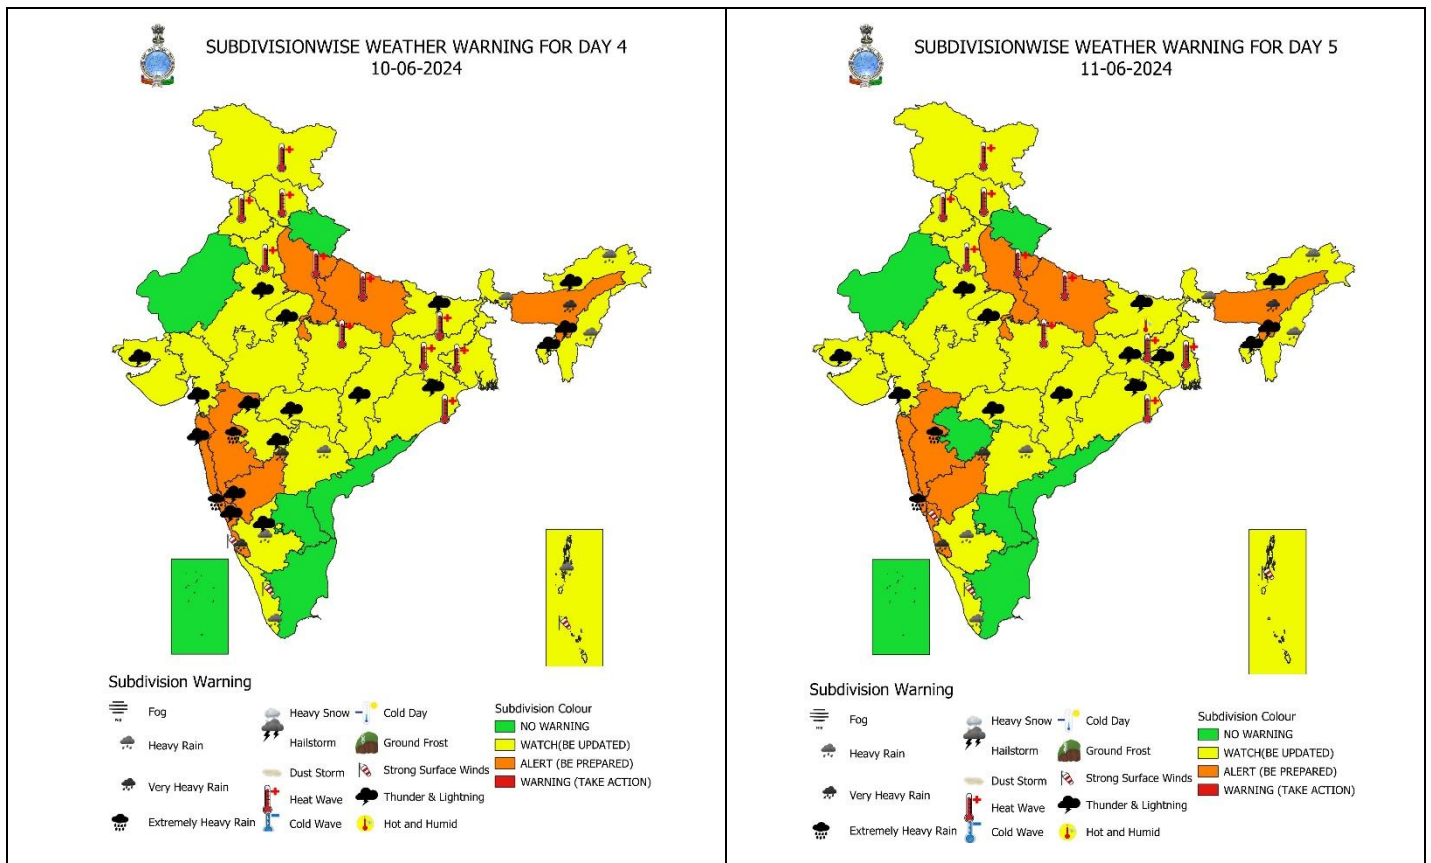 SUBDIVISIONWISE WEATHER WARNING FOR DAY 4
10-06-2024
Subdivision Warning
Fog
Heavy Rain
Very Heavy Rain
Extremely Heavy Rain
Heavy Snow
Hailstorm
Dust Storm
Heat Wave
Cold Wave
Cold Day
Ground Frost
Strong Surface Winds
Thunder & Lightning
Hot and Humid
Subdivision Colour
NO WARNING
WATCH(BE UPDATED)
ALERT (BE PREPARED)
WARNING (TAKE ACTION)
SUBDIVISIONWISE WEATHER WARNING FOR DAY 5
11-06-2024
Subdivision Warning
Fog
Heavy Rain
Very Heavy Rain
Extremely Heavy Rain
Heavy Snow
Hailstorm
Dust Storm
Heat Wave
Cold Wave
Cold Day
Ground Frost
Strong Surface Winds
Thunder & Lightning
Hot and Humid
Subdivision Colour
NO WARNING
WATCH(BE UPDATED)
ALERT (BE PREPARED)
WARNING (TAKE ACTION)